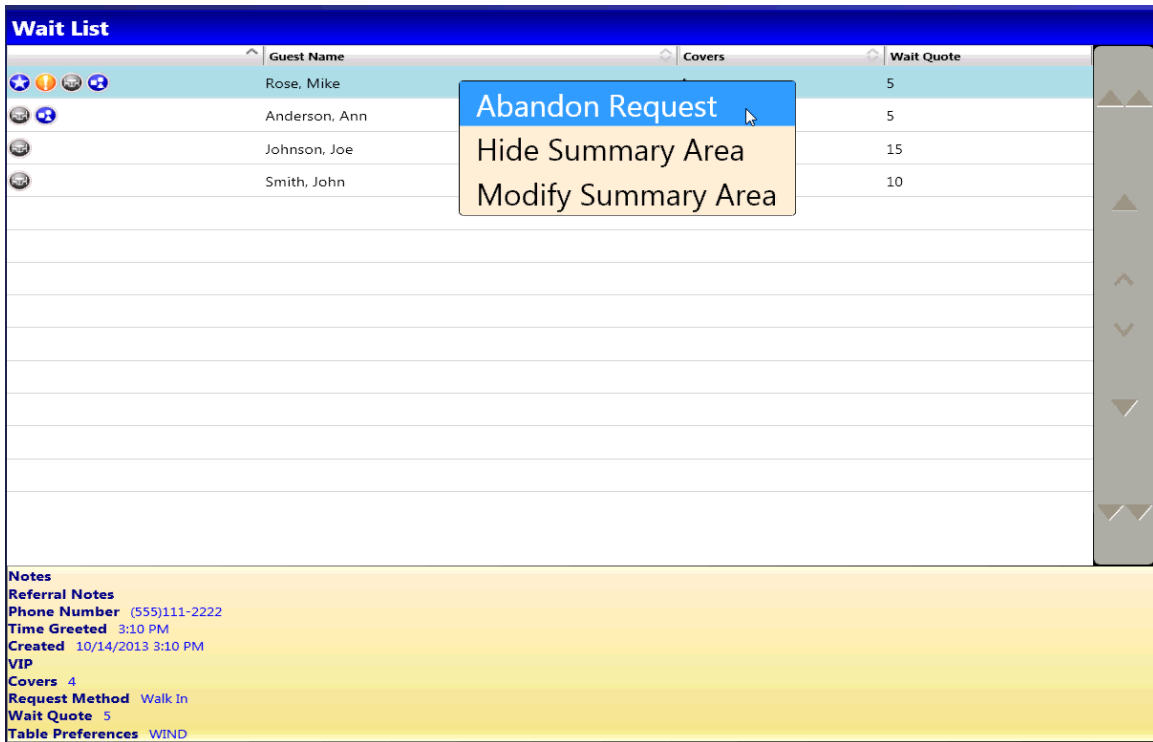 Wait List
Guest Name Covers Wait Quote
Rose, Mike 5
Anderson, Ann 5
Johnson, Joe 15
Smith, John 10
Abandon Request
Hide Summary Area
Modify Summary Area
Notes
Referral Notes
Phone Number (555)111-2222
Time Greeted 3:10 PM
Created 10/14/2013 3:10 PM
VIP
Covers 4
Request Method Walk In
Wait Quote 5
Table Preferences WIND